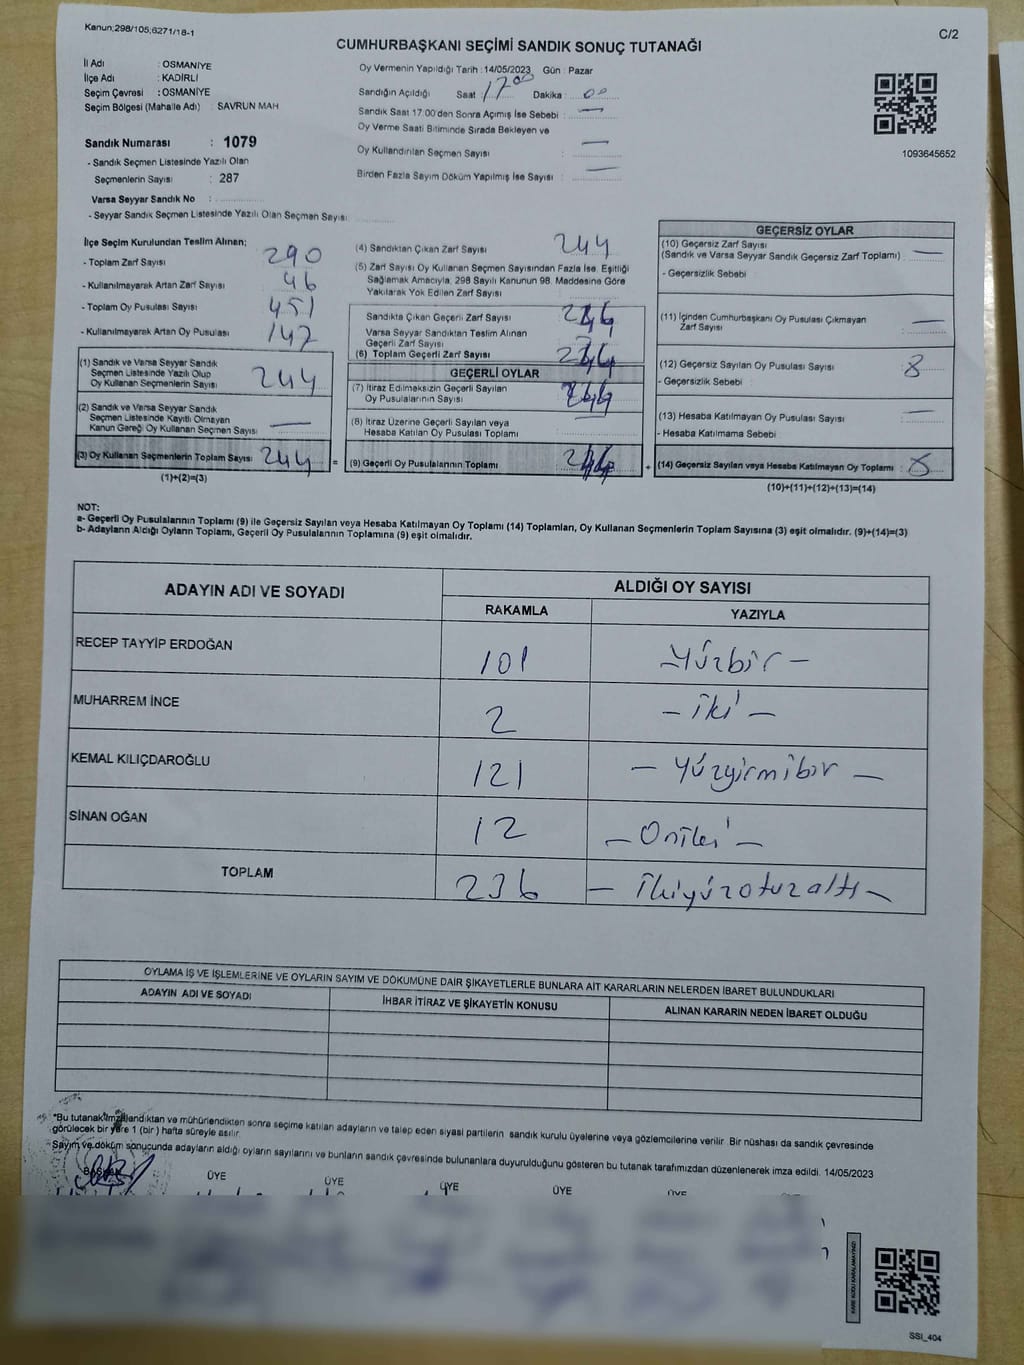 Kanun;298/105;6271/18-1
C/2
CUMHURBAŞKANI SEÇİMİ SANDIK SONUÇ TUTANAĞI
İl Adı : OSMANİYE
İlçe Adı : KADİRLİ
Seçim Çevresi : OSMANİYE
Seçim Bölgesi (Mahalle Adı) : SAVRUN MAH
Sandık Numarası : 1079
- Sandık Seçmen Listesinde Yazılı Olan
Seçmenlerin Sayısı : 287
Varsa Seyyar Sandık No :
- Seyyar Sandık Seçmen Listesinde Yazılı Olan Seçmen Sayısı:
Oy Vermenin Yapıldığı Tarih : 14/05/2023 Gün : Pazar
Sandığın Açıldığı Saat 17 00 Dakika : 00
Sandık Saat 17.00'den Sonra Açımış İse Sebebi : —
Oy Verme Saati Bitiminde Sırada Bekleyen ve
Oy Kullandırılan Seçmen Sayısı : —
Birden Fazla Sayım Döküm Yapılmış İse Sayısı : —
1093645652
İlçe Seçim Kurulundan Teslim Alınan;
- Toplam Zarf Sayısı : 290
- Kullanılmayarak Artan Zarf Sayısı : 46
- Toplam Oy Pusulası Sayısı : 451
- Kullanılmayarak Artan Oy Pusulası : 147
(1) Sandık ve Varsa Seyyar Sandık
Seçmen Listesinde Yazılı Olup
Oy Kullanan Seçmenlerin Sayısı : 244
(2) Sandık ve Varsa Seyyar Sandık
Seçmen Listesinde Kayıtlı Olmayan
Kanun Gereği Oy Kullanan Seçmen Sayısı : —
(3) Oy Kullanan Seçmenlerin Toplam Sayısı : 244
(1)+(2)=(3)
(4) Sandıktan Çıkan Zarf Sayısı : 244
(5) Zarf Sayısı Oy Kullanan Seçmen Sayısından Fazla İse, Eşitliği
Sağlamak Amacıyla, 298 Sayılı Kanunun 98. Maddesine Göre
Yakılarak Yok Edilen Zarf Sayısı :
Sandıkta Çıkan Geçerli Zarf Sayısı :
Varsa Seyyar Sandıktan Teslim Alınan
Geçerli Zarf Sayısı :
(6) Toplam Geçerli Zarf Sayısı :
GEÇERLİ OYLAR
(7) İtiraz Edilmeksizin Geçerli Sayılan
Oy Pusulalarının Sayısı :
(8) İtiraz Üzerine Geçerli Sayılan veya
Hesaba Katılan Oy Pusulası Toplamı : —
= (9) Geçerli Oy Pusulalarının Toplamı :
GEÇERSİZ OYLAR
(10) Geçersiz Zarf Sayısı
(Sandık ve Varsa Seyyar Sandık Geçersiz Zarf Toplamı) : —
- Geçersizlik Sebebi :
(11) İçinden Cumhurbaşkanı Oy Pusulası Çıkmayan
Zarf Sayısı : —
(12) Geçersiz Sayılan Oy Pusulası Sayısı : 8
- Geçersizlik Sebebi :
(13) Hesaba Katılmayan Oy Pusulası Sayısı : —
- Hesaba Katılmama Sebebi
+ (14) Geçersiz Sayılan veya Hesaba Katılmayan Oy Toplamı : 8
(10)+(11)+(12)+(13)=(14)
NOT:
a- Geçerli Oy Pusulalarının Toplamı (9) ile Geçersiz Sayılan veya Hesaba Katılmayan Oy Toplamı (14) Toplamları, Oy Kullanan Seçmenlerin Toplam Sayısına (3) eşit olmalıdır. (9)+(14)=(3)
b- Adayların Aldığı Oyların Toplamı, Geçerli Oy Pusulalarının Toplamına (9) eşit olmalıdır.
ADAYIN ADI VE SOYADI
ALDIĞI OY SAYISI
RAKAMLA YAZIYLA
RECEP TAYYİP ERDOĞAN 101 -Yüzbir-
MUHARREM İNCE 2 -iki-
KEMAL KILIÇDAROĞLU 121 -Yüzyirmibir-
SİNAN OĞAN 12 -Oniki-
TOPLAM 236 -ikiyüzotuzaltı-
OYLAMA İŞ VE İŞLEMLERİNE VE OYLARIN SAYIM VE DÖKÜMÜNE DAİR ŞİKAYETLERLE BUNLARA AİT KARARLARIN NELERDEN İBARET BULUNDUKLARI
ADAYIN ADI VE SOYADI İHBAR İTİRAZ VE ŞİKAYETİN KONUSU ALINAN KARARIN NEDEN İBARET OLDUĞU
*Bu tutanak imzalandıktan ve mühürlendikten sonra seçime katılan adayların ve talep eden siyasi partilerin sandık kurulu üyelerine veya gözlemcilerine verilir. Bir nüshası da sandık çevresinde
görülecek bir yere 1 (bir) hafta süreyle asılır.
Sayım ve döküm sonucunda adayların aldığı oyların sayılarını ve bunların sandık çevresinde bulunanlara duyurulduğunu gösteren bu tutanak tarafımızdan düzenlenerek imza edildi. 14/05/2023
BAŞKAN ÜYE ÜYE ÜYE ÜYE ÜYE
KARE KODU KARALAMAYINIZ!
SSI_404